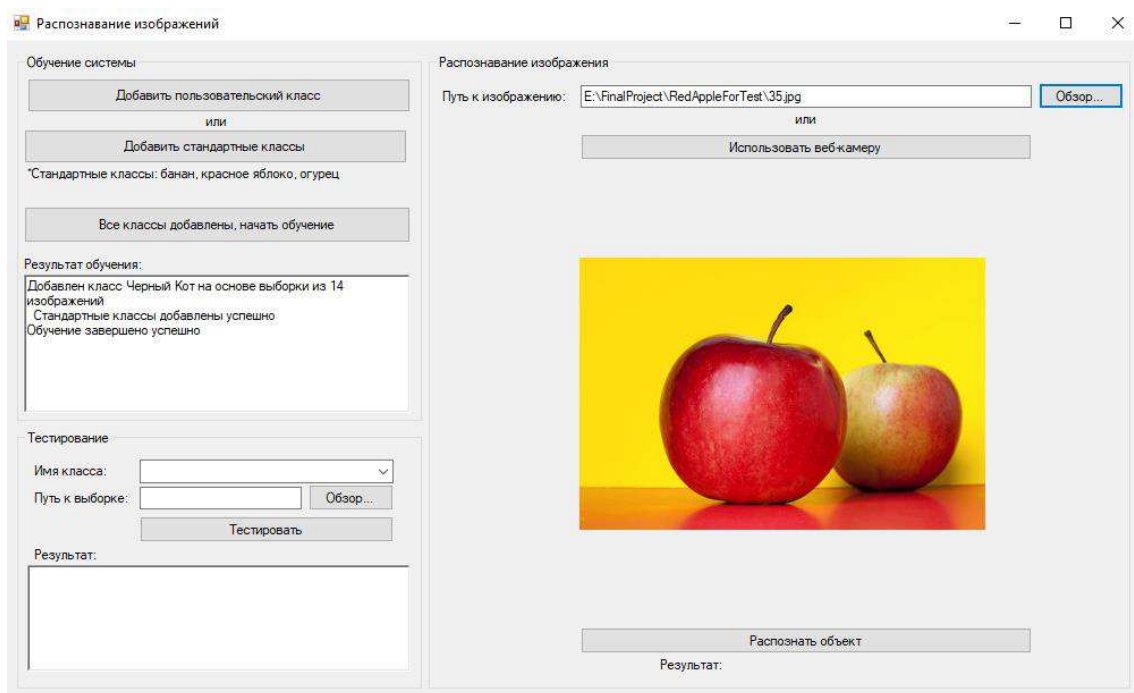 Распознавание изображений
Обучение системы
Добавить пользовательский класс
или
Добавить стандартные классы
*Стандартные классы: банан, красное яблоко, огурец
Все классы добавлены, начать обучение
Результат обучения:
Добавлен класс Черный Кот на основе выборки из 14
изображений
Стандартные классы добавлены успешно
Обучение завершено успешно
Тестирование
Имя класса:
Путь к выборке:
Обзор...
Тестировать
Результат:
Распознавание изображения
Путь к изображению: E:\FinalProject\RedAppleForTest\35.jpg Обзор...
или
Использовать веб-камеру
Распознать объект
Результат: